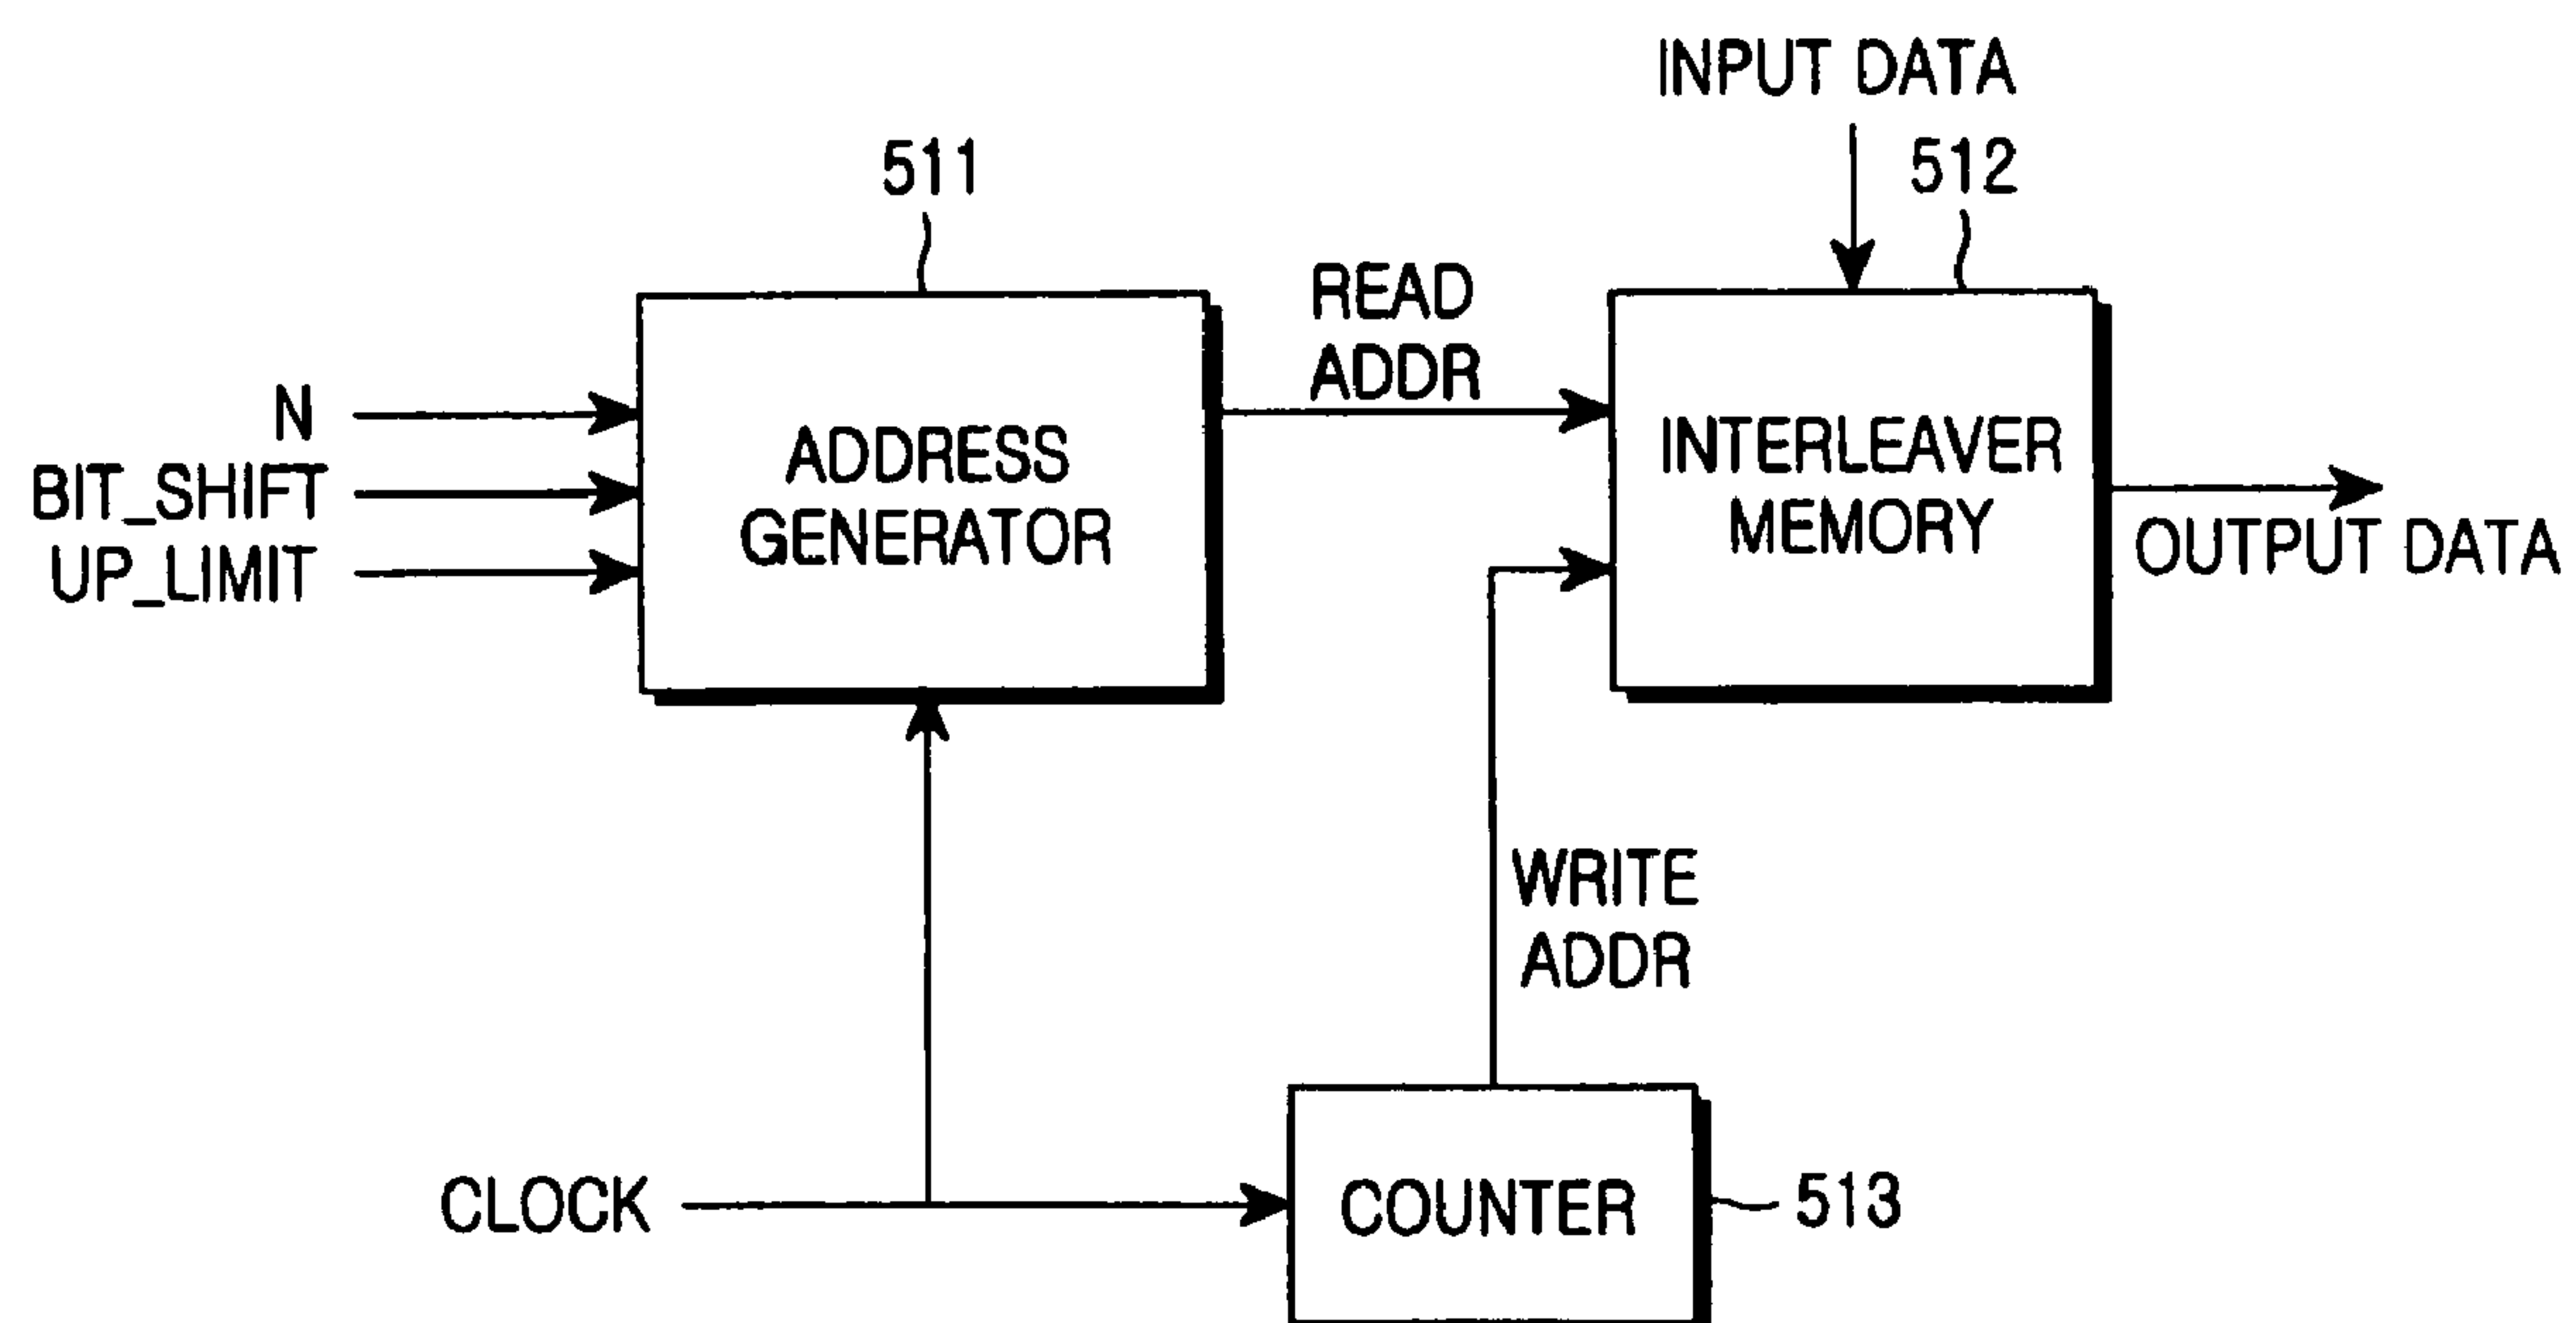 INPUT DATA
511
512
READ
ADDR
N
BIT_SHIFT
UP_LIMIT
ADDRESS
GENERATOR
INTERLEAVER
MEMORY
OUTPUT DATA
WRITE
ADDR
CLOCK
COUNTER
513